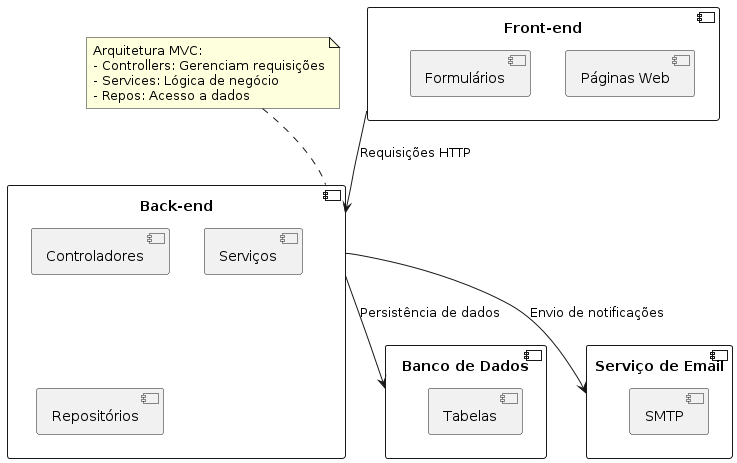 Arquitetura MVC:
- Controllers: Gerenciam requisições
- Services: Lógica de negócio
- Repos: Acesso a dados
Front-end
Formulários
Páginas Web
Requisições HTTP
Back-end
Controladores
Serviços
Repositórios
Persistência de dados
Envio de notificações
Banco de Dados
Tabelas
Serviço de Email
SMTP